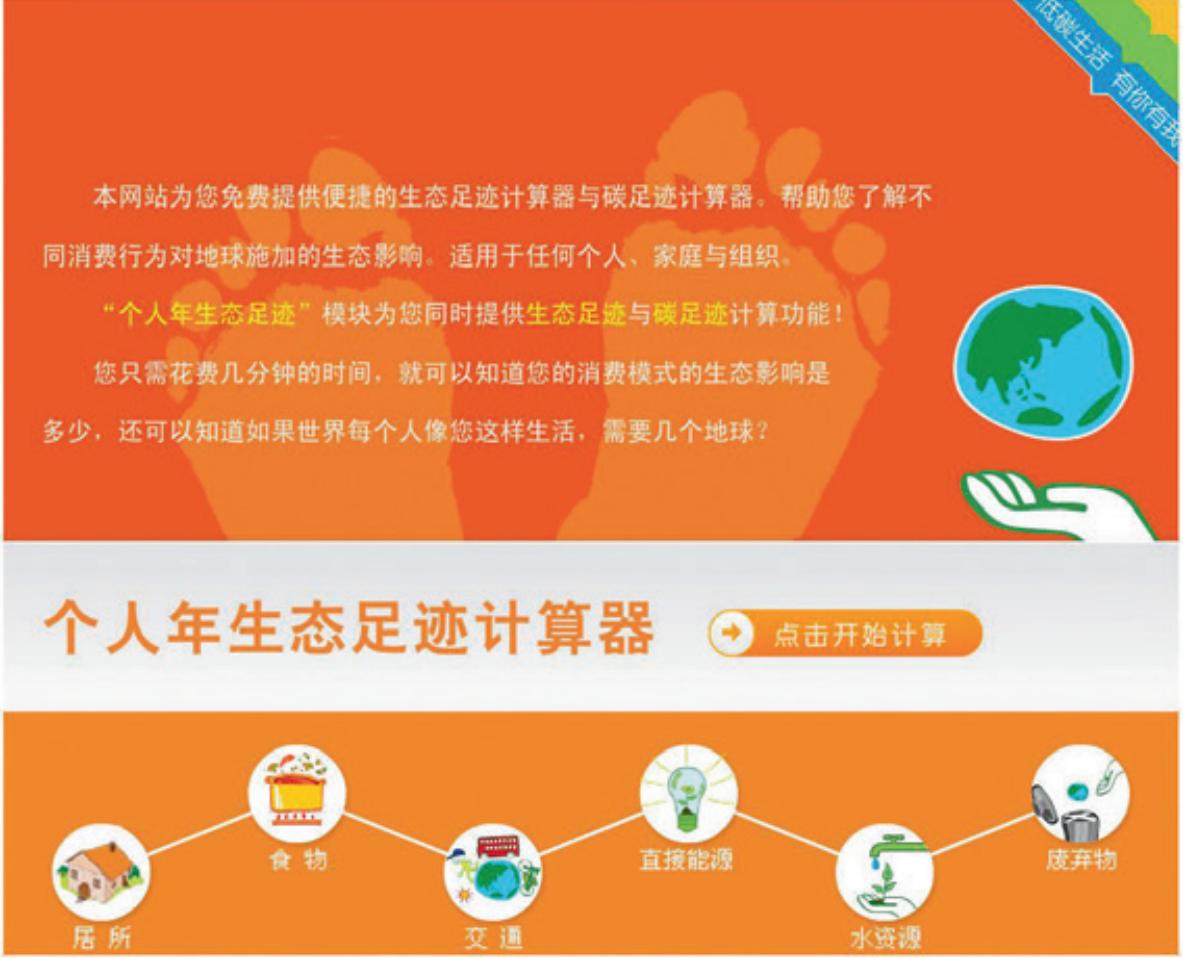 低碳生活 有你有我
本网站为您免费提供便捷的生态足迹计算器与碳足迹计算器。帮助您了解不
同消费行为对地球施加的生态影响。适用于任何个人、家庭与组织。
“个人年生态足迹”模块为您同时提供生态足迹与碳足迹计算功能！
您只需花费几分钟的时间，就可以知道您的消费模式的生态影响是
多少，还可以知道如果世界每个人像您这样生活，需要几个地球？
个人年生态足迹计算器
点击开始计算
食物
直接能源
废弃物
居所
交通
水资源